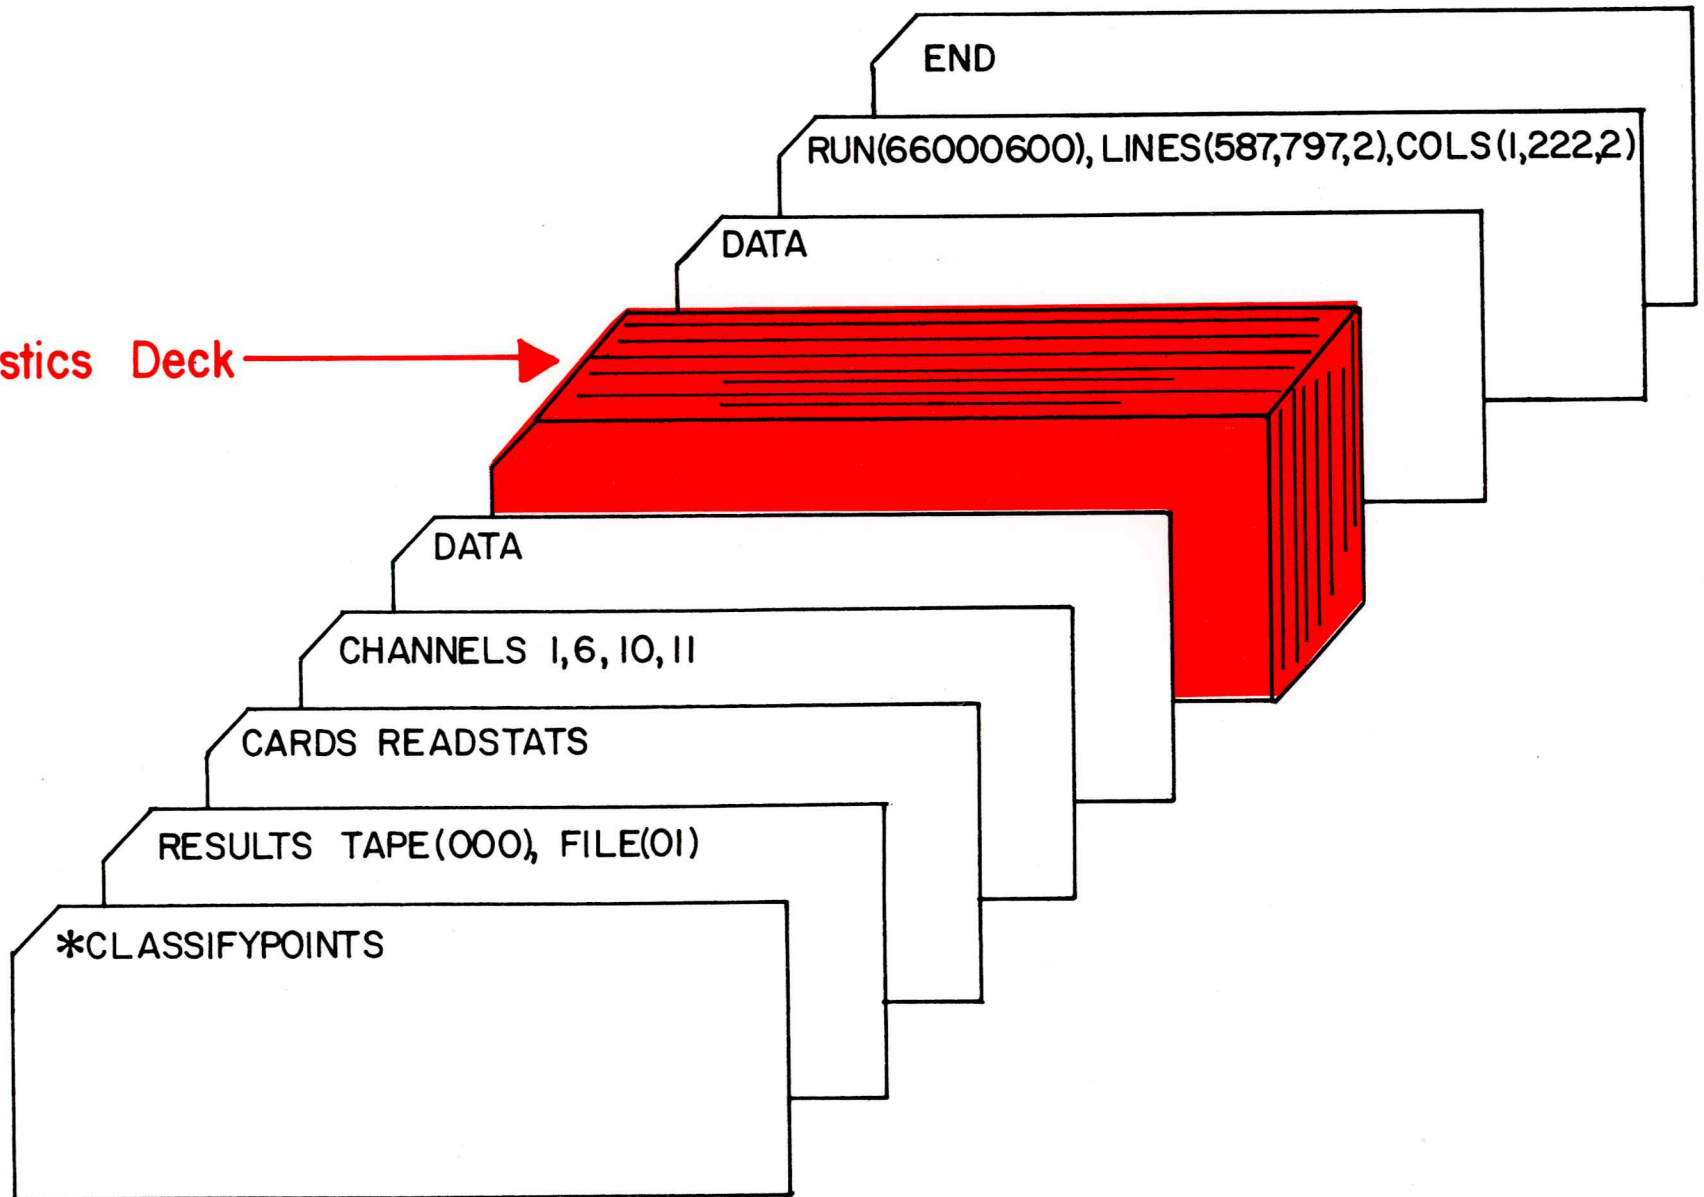 END
RUN(66000600), LINES(587,797,2),COLS(1,222,2)
DATA
stics Deck
DATA
CHANNELS 1,6,10,11
CARDS READSTATS
RESULTS TAPE(000), FILE(01)
*CLASSIFYPOINTS